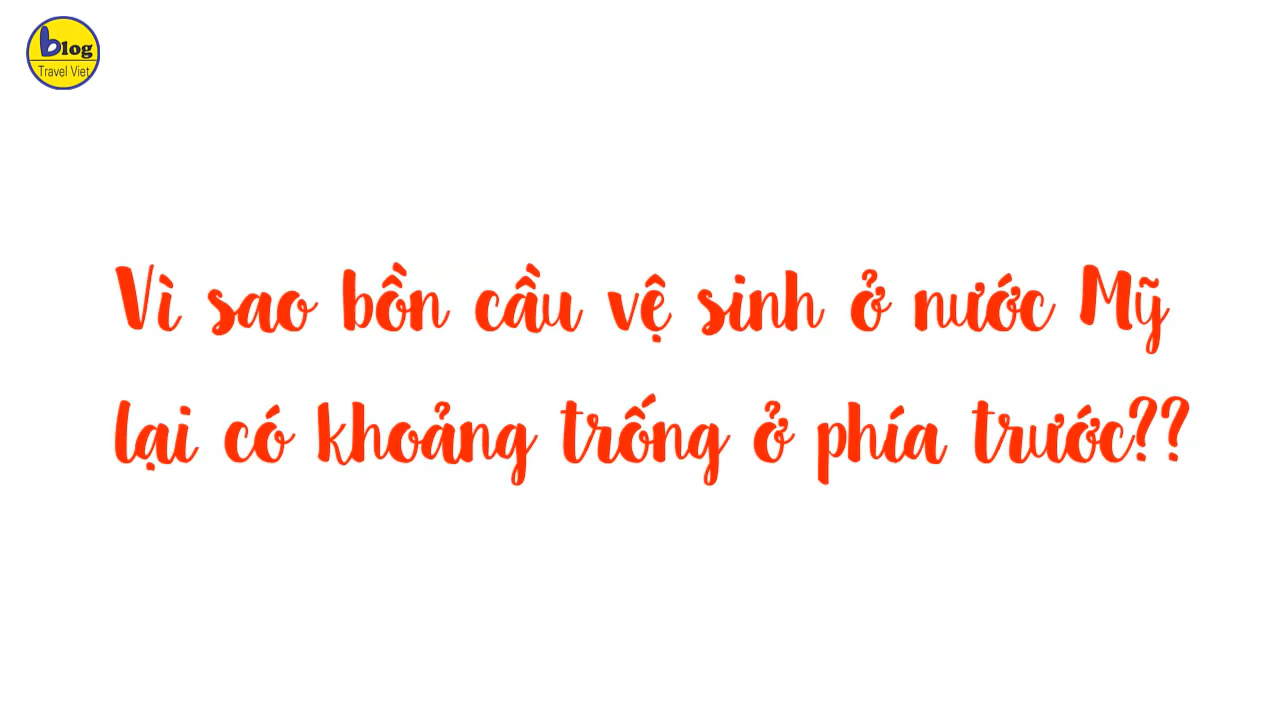 blog
Travel Viet
Vì sao bồn cầu vệ sinh ở nước Mỹ
lại có khoảng trống ở phía trước??